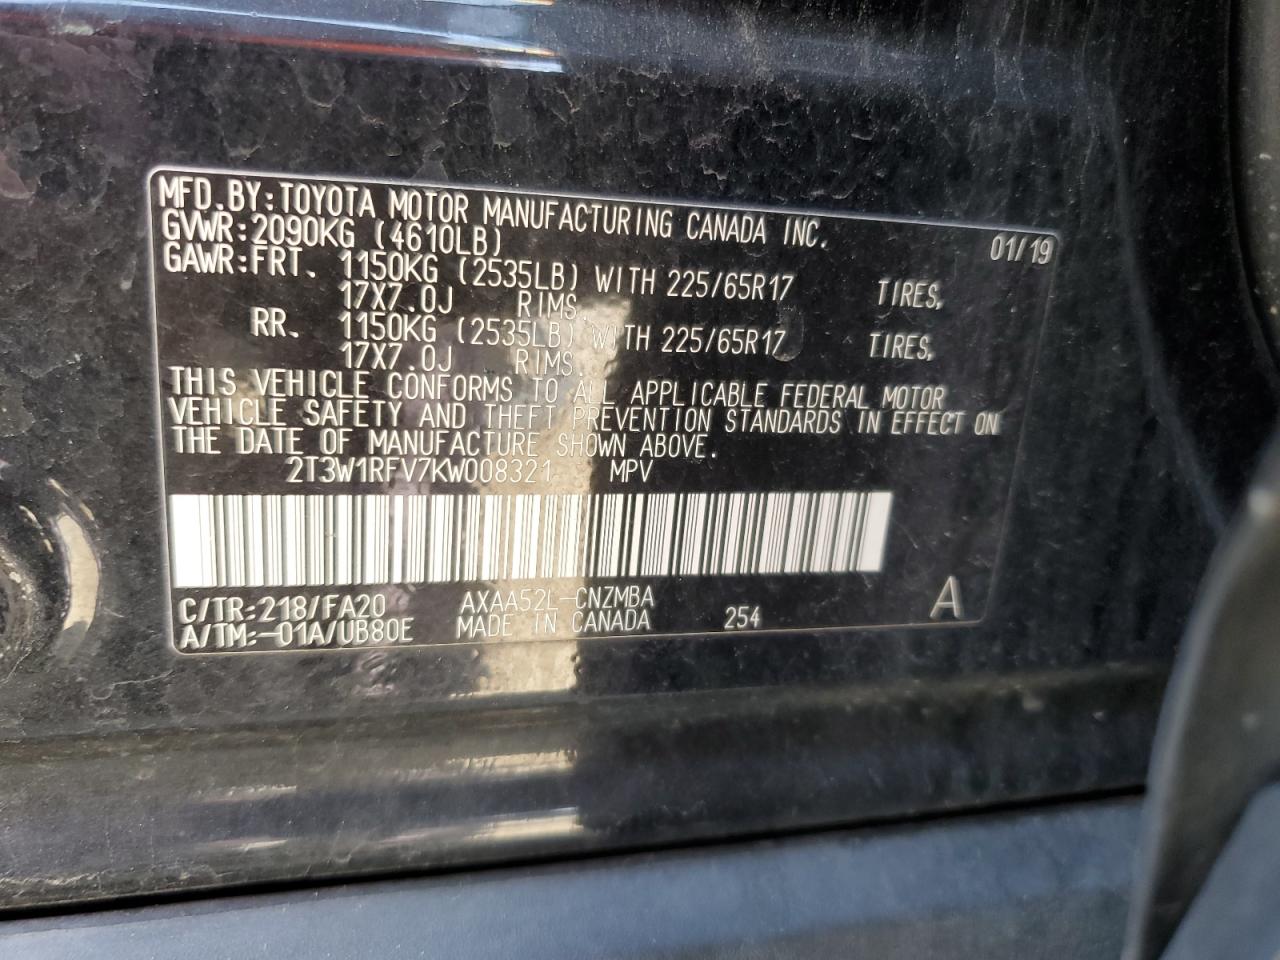 MFD.BY:TOYOTA MOTOR MANUFACTURING CANADA INC.
GVWR:2090KG (4610LB) 01/19
GAWR:FRT. 1150KG (2535LB) WITH 225/65R17 TIRES,
17X7.0J RIMS.
RR. 1150KG (2535LB) WITH 225/65R17 TIRES,
17X7.0J RIMS.
THIS VEHICLE CONFORMS TO ALL APPLICABLE FEDERAL MOTOR
VEHICLE SAFETY AND THEFT PREVENTION STANDARDS IN EFFECT ON
THE DATE OF MANUFACTURE SHOWN ABOVE.
2T3W1RFV7KW008321 MPV
C/TR:218/FA20 AXAA52L-CNZMBA
A/TM:-01A/UB80E MADE IN CANADA 254 A